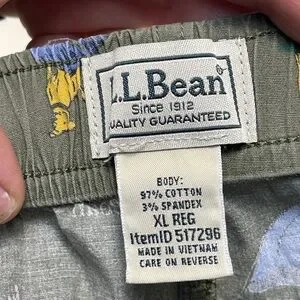 L.L.Bean
Since 1912
UALITY GUARANTEED
BODY:
97% COTTON
3% SPANDEX
XL REG
ItemID 517296
MADE IN VIETNAM
CARE ON REVERSE